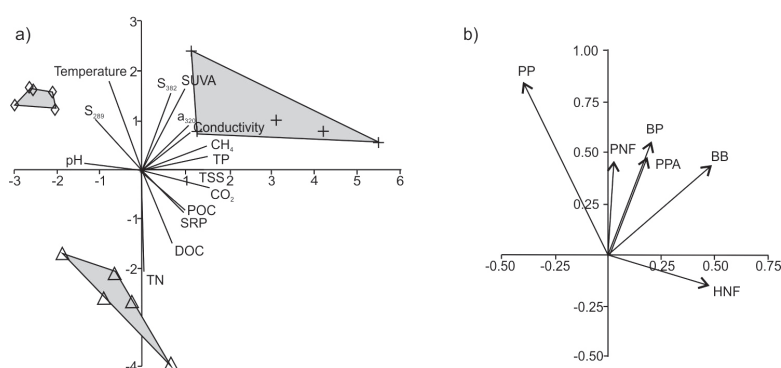 a)
3
Temperature
2
S382
SUVA
S289
1
a320
Conductivity
CH4
pH
TP
-3
-1
1
2
3
4
5
6
TSS
CO2
POC
-1
SRP
DOC
-2
TN
-4
b)
1.00
PP
0.75
BP
0.50
PNF
PPA
BB
0.25
-0.50
-0.25
0.25
0.50
0.75
HNF
-0.25
-0.50